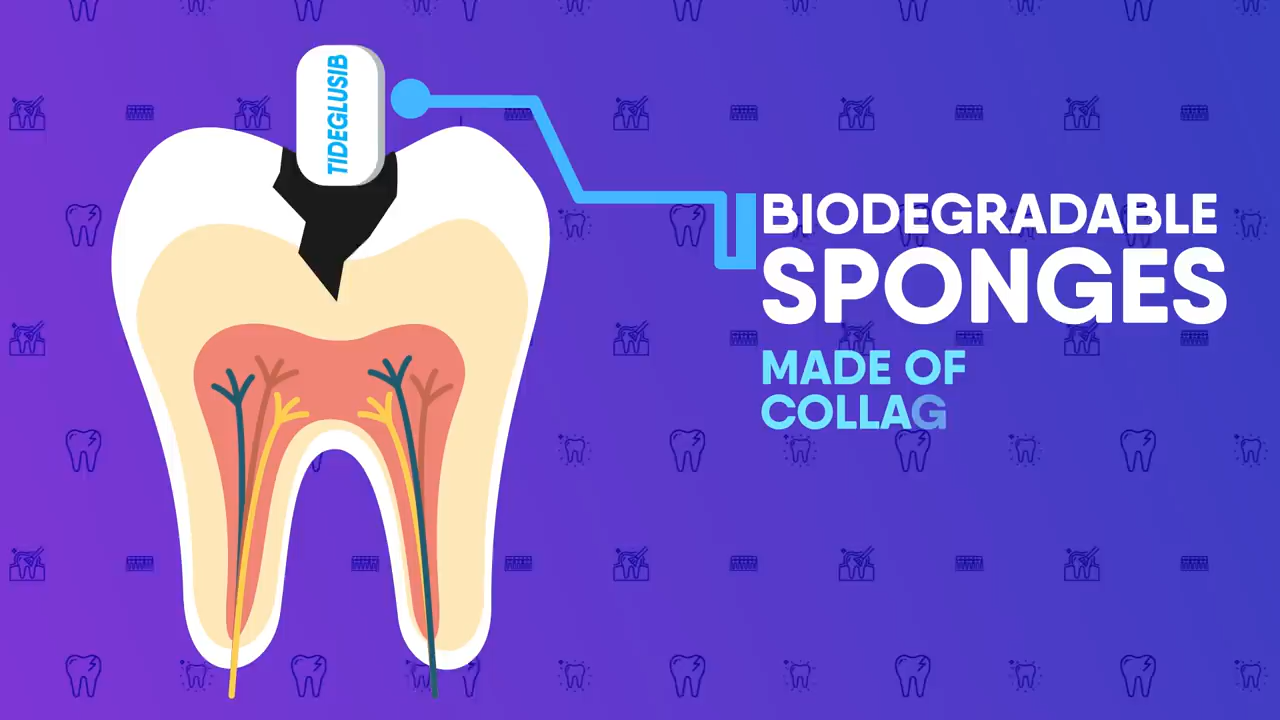 TIDEGLUSIB
BIODEGRADABLE
SPONGES
MADE OF
COLLAG